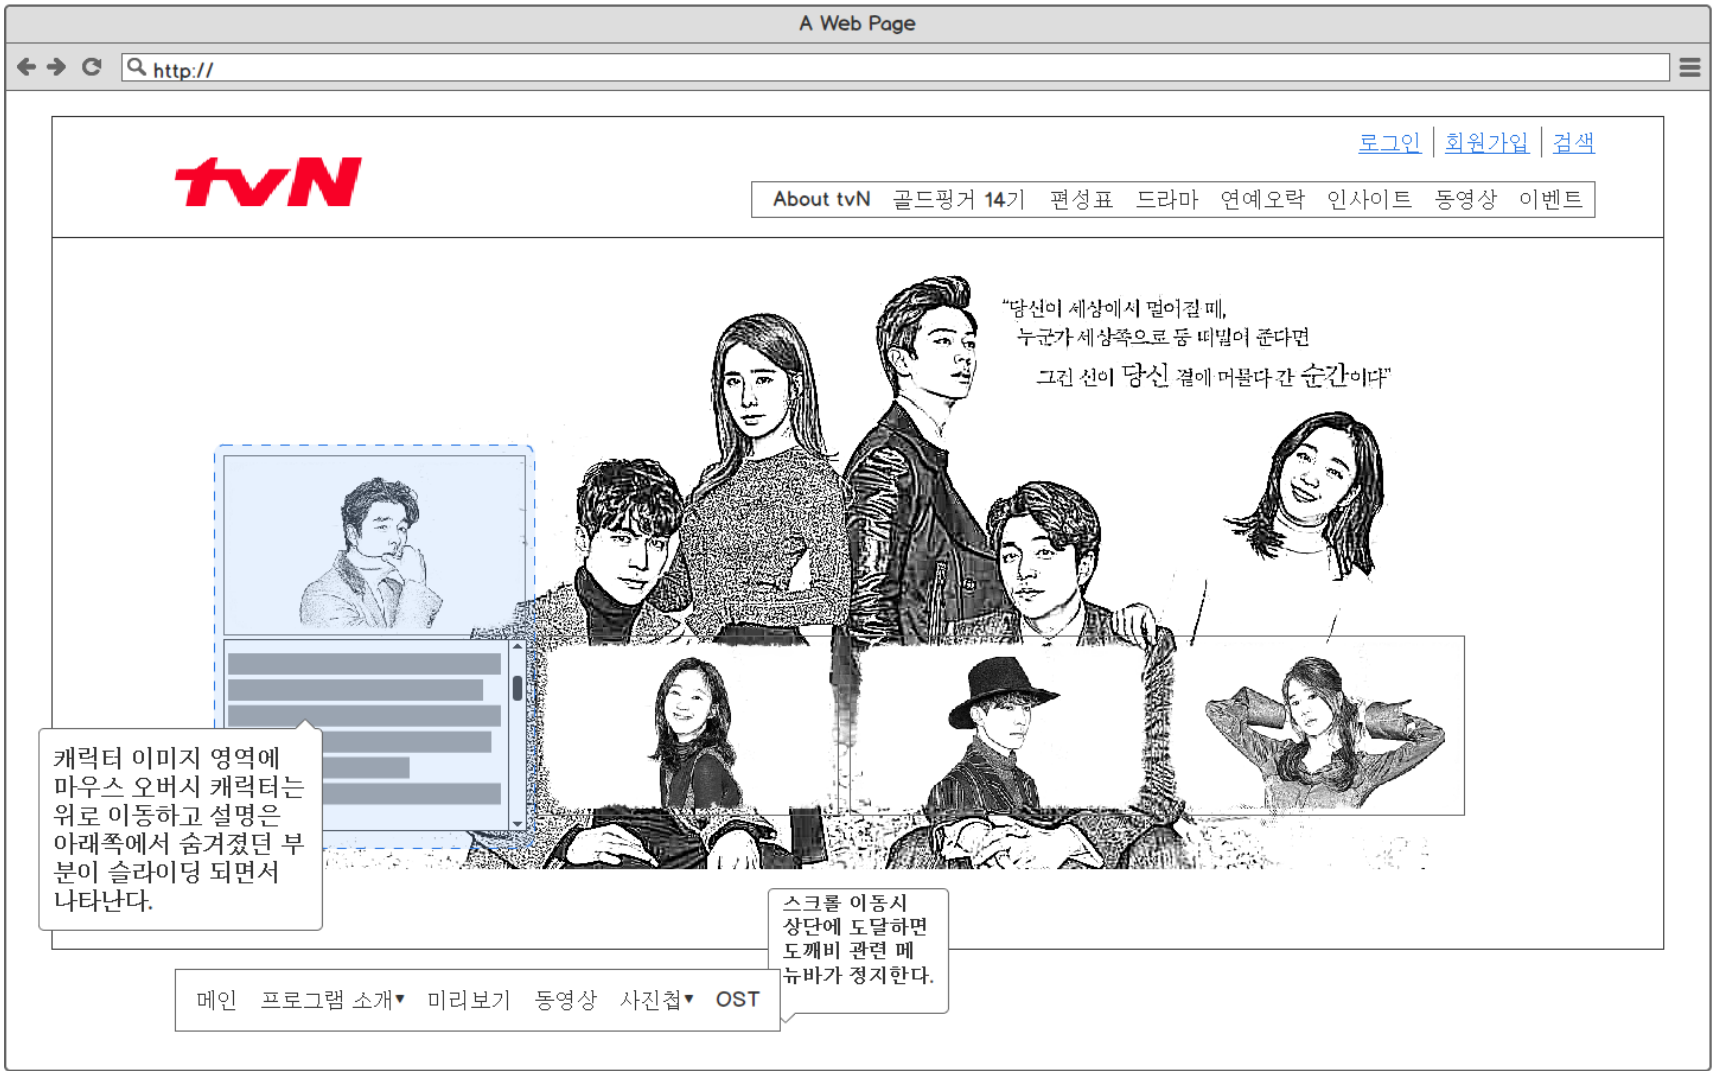 A Web Page
http://
로그인 회원가입 검색
tvN
About tvN 골드핑거 14기 편성표 드라마 연예오락 인사이트 동영상 이벤트
“당신이 세상에서 멀어질 때,
누군가 세상쪽으로 등 떠밀어 준다면
그건 신이 당신 곁에 머물다 간 순간이다”
캐릭터 이미지 영역에
마우스 오버시 캐릭터는
위로 이동하고 설명은
아래쪽에서 숨겨졌던 부
분이 슬라이딩 되면서
나타난다.
스크롤 이동시
상단에 도달하면
도깨비 관련 메
뉴바가 정지한다.
메인 프로그램 소개▾ 미리보기 동영상 사진첩▾ OST